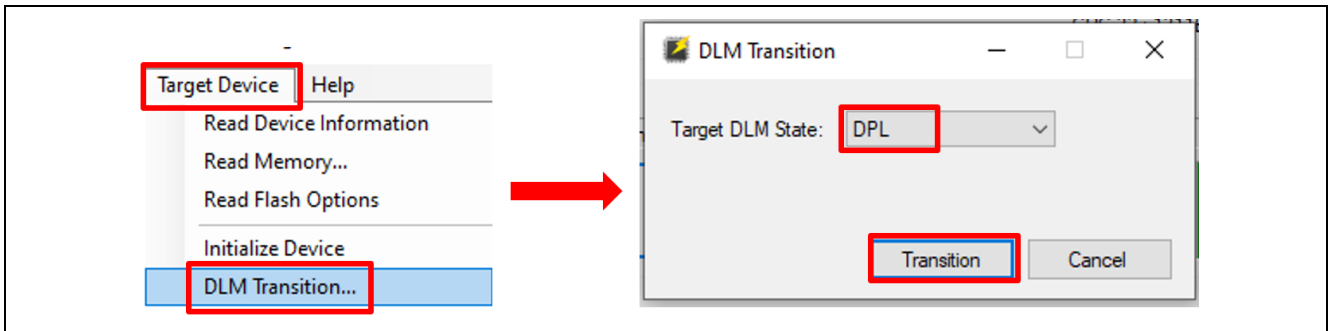 Target Device Help
Read Device Information
Read Memory...
Read Flash Options
Initialize Device
DLM Transition...
DLM Transition
Target DLM State: DPL
Transition Cancel